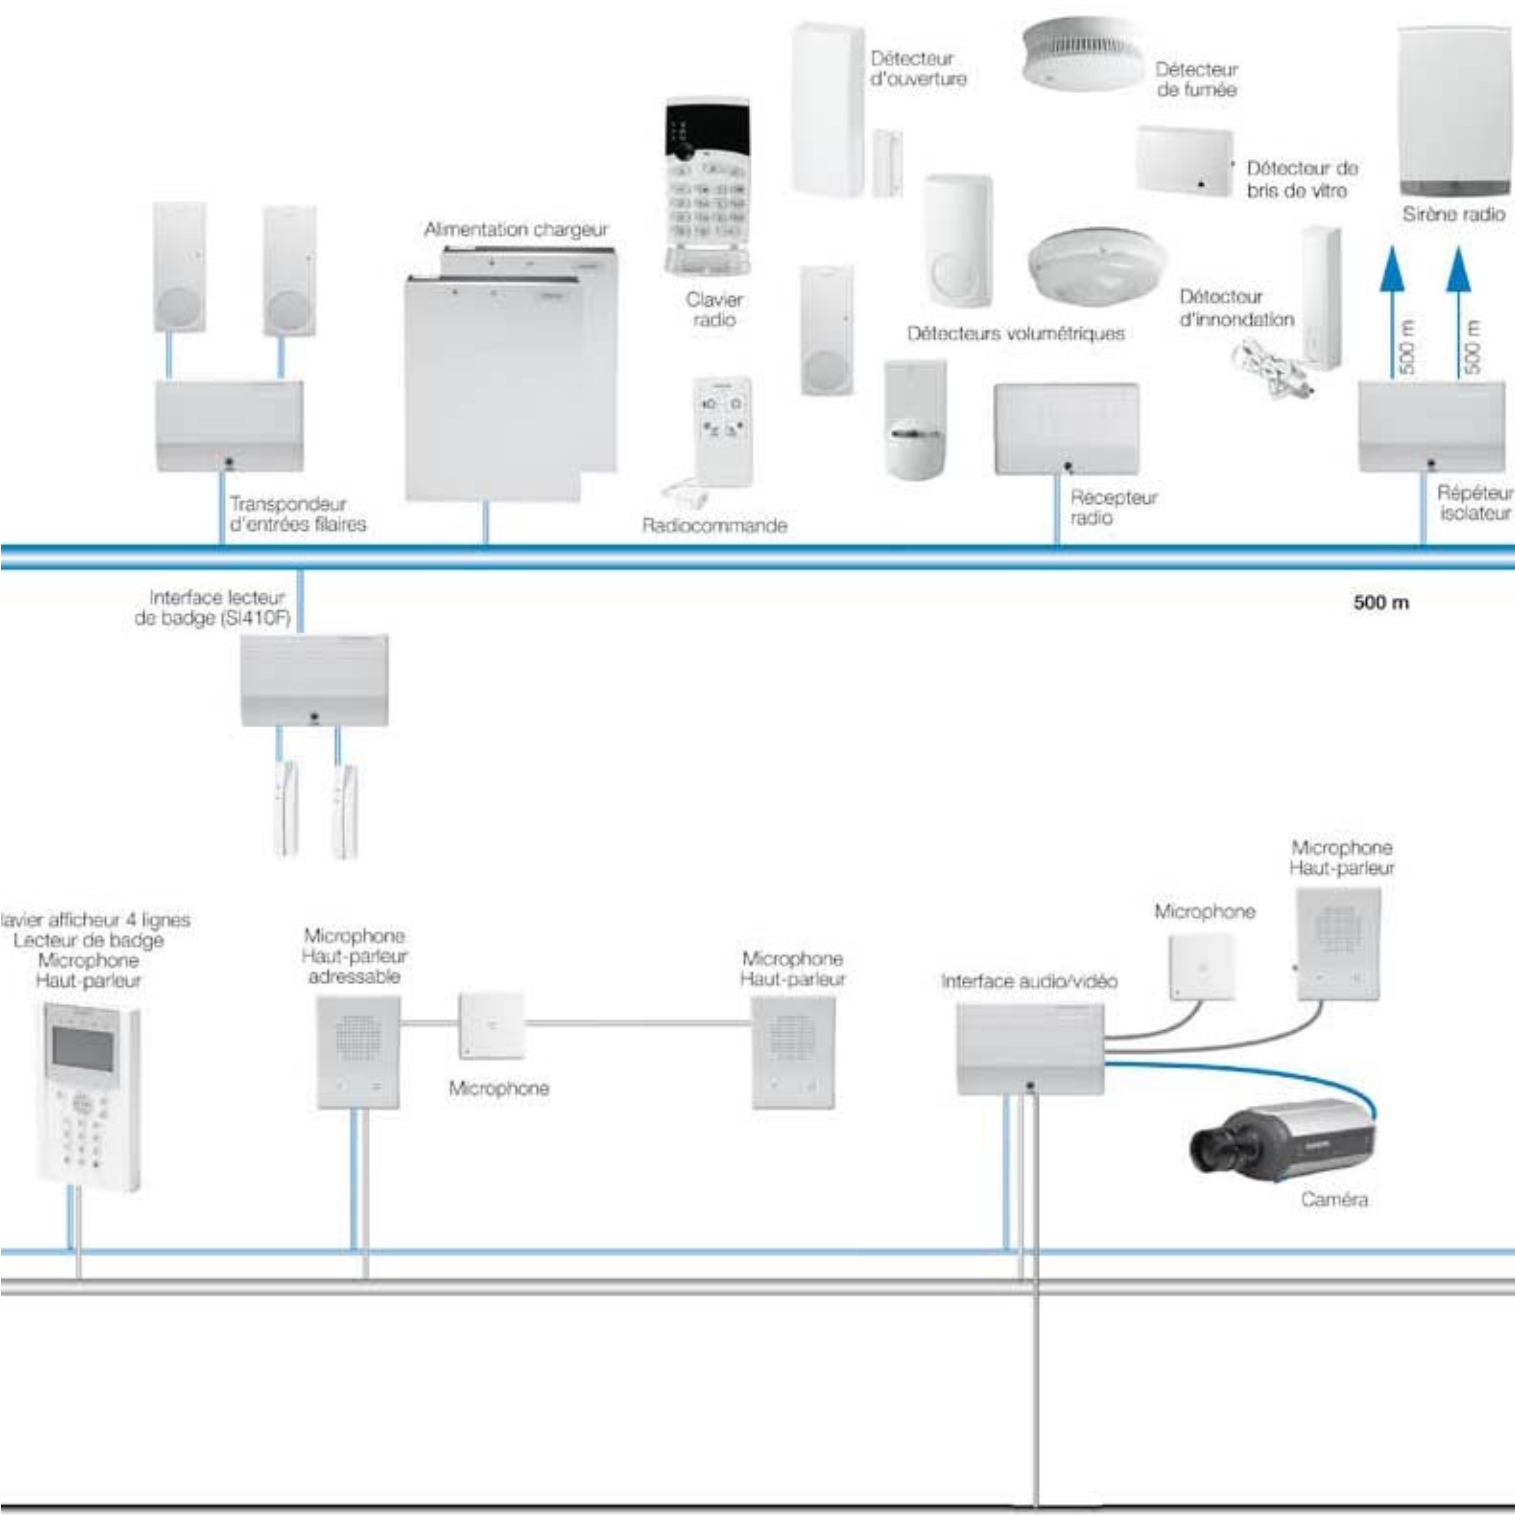 Détecteur
d'ouverture
Détecteur
de fumée
Détecteur de
bris de vitre
Sirène radio
Alimentation chargeur
Clavier
radio
Détecteurs volumétriques
Détecteur
d'innondation
500 m
500 m
Transpondeur
d'entrées filaires
Radiocommande
Récepteur
radio
Répéteur
isolateur
Interface lecteur
de badge (SI410F)
500 m
Microphone
Haut-parleur
Microphone
lavier afficheur 4 lignes
Lecteur de badge
Microphone
Haut-parleur
Microphone
Haut-parleur
adressable
Microphone
Haut-parleur
Interface audio/vidéo
Microphone
Caméra